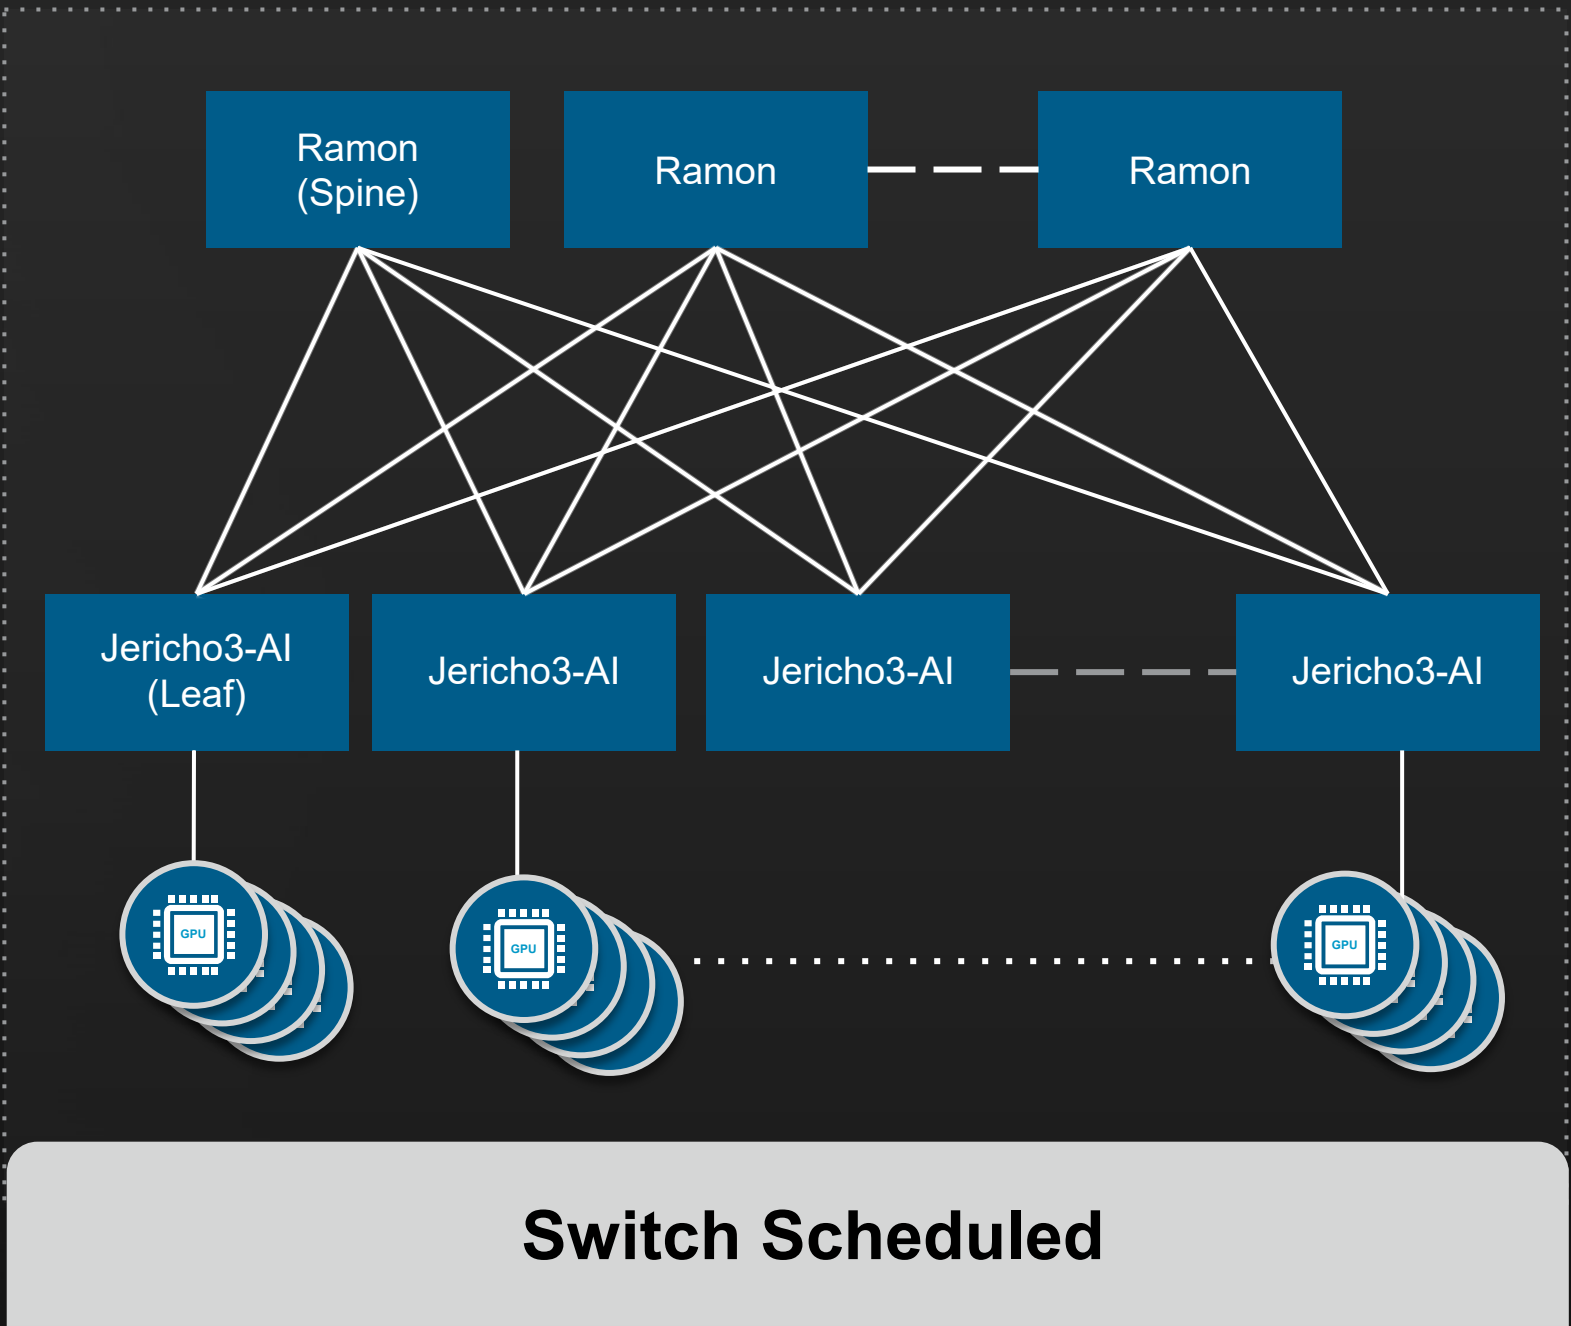 Ramon
(Spine)
Ramon
Ramon
Jericho3-AI
(Leaf)
Jericho3-AI
Jericho3-AI
Jericho3-AI
GPU
GPU
GPU
Switch Scheduled